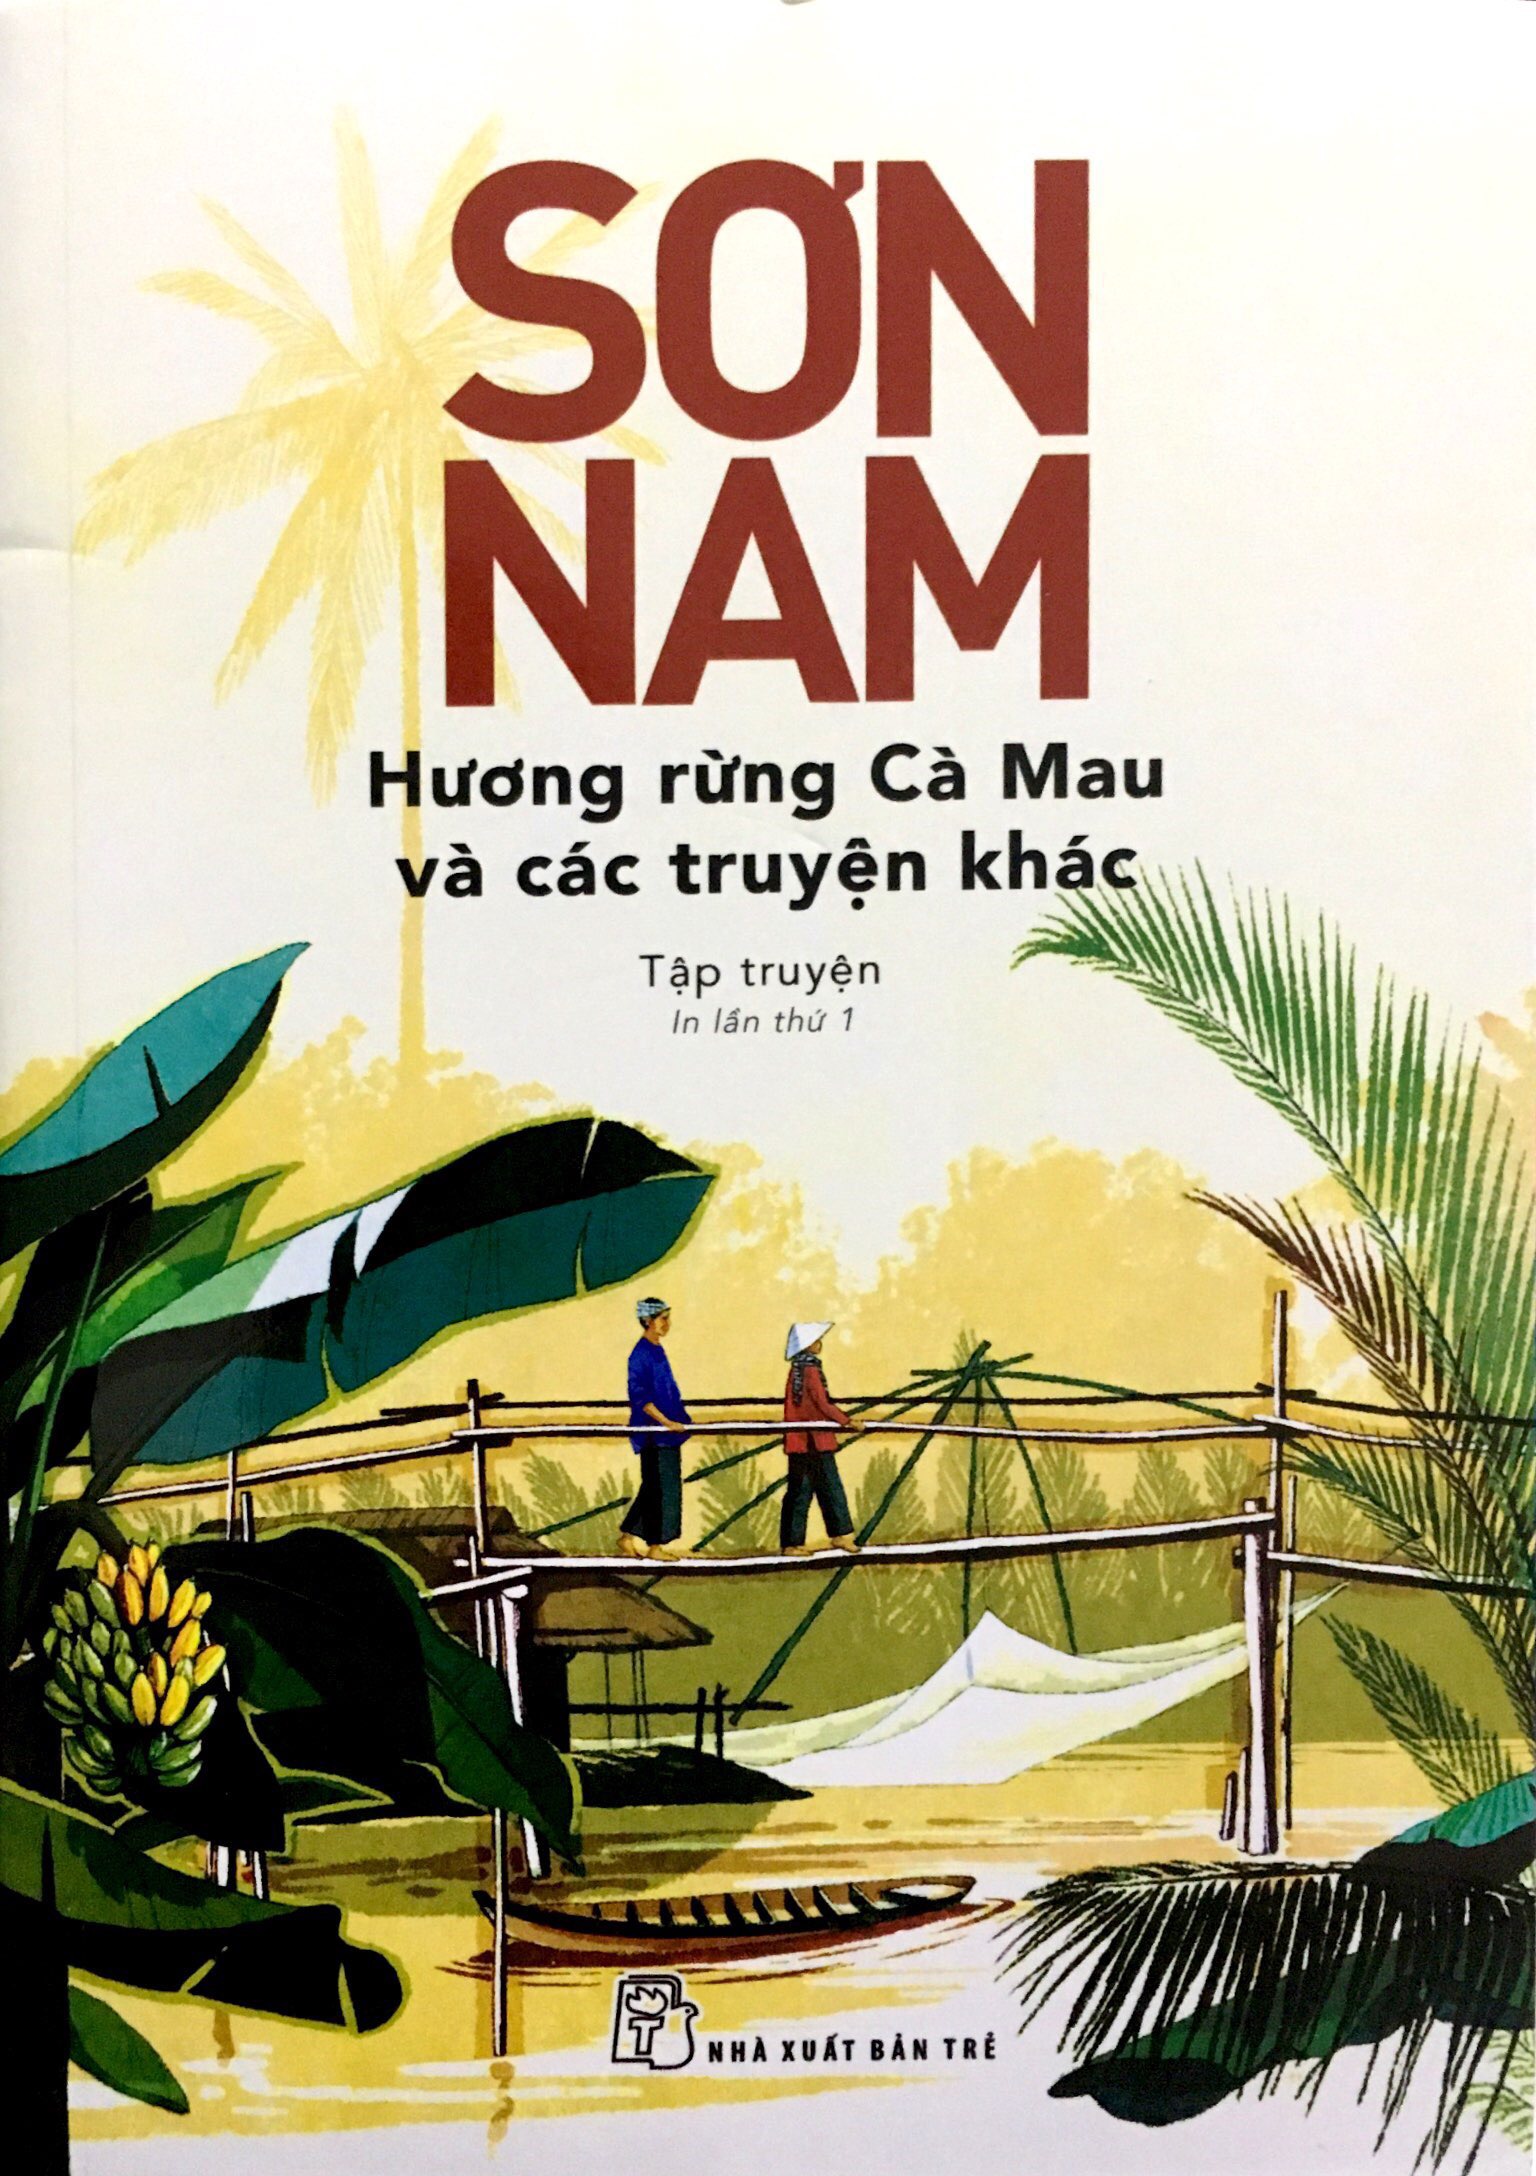 SƠN
NAM
Hương rừng Cà Mau
và các truyện khác
Tập truyện
In lần thứ 1
T
NHÀ XUẤT BẢN TRẺ